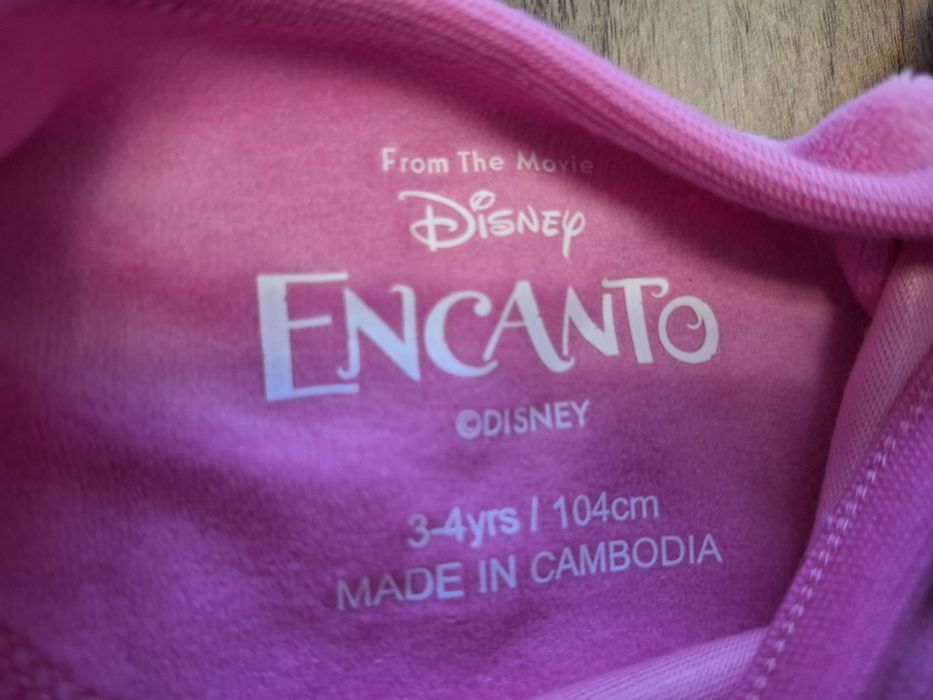 From The Movie
Disney
ENCANTO
©DISNEY
3-4yrs / 104cm
MADE IN CAMBODIA